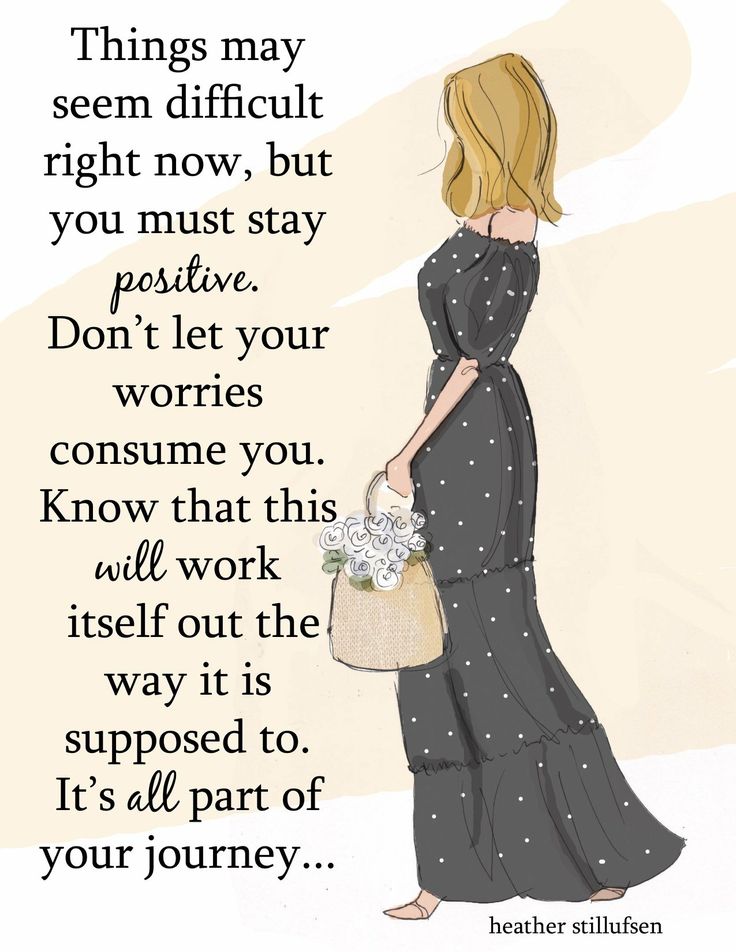 Things may
seem difficult
right now, but
you must stay
positive.
Don’t let your
worries
consume you.
Know that this
will work
itself out the
way it is
supposed to.
It’s all part of
your journey...
heather stillufsen